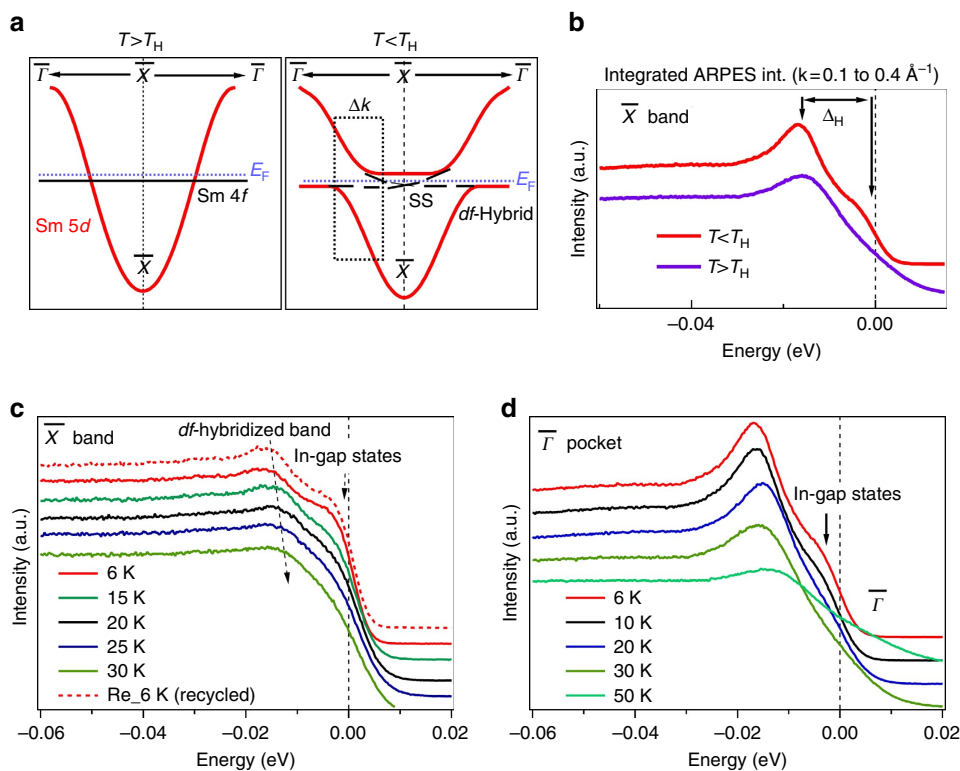 a
T>T_H
T<T_H
Γ̅ X̅ Γ̅
Γ̅ X̅ Γ̅
Δk
E_F
E_F
Sm 4f
SS
Sm 5d
df-Hybrid
X̅
X̅
b
Integrated ARPES int. (k=0.1 to 0.4 Å⁻¹)
X̅ band
Δ_H
Intensity (a.u.)
T<T_H
T>T_H
−0.04 0.00
Energy (eV)
c
X̅ band
df-hybridized band
In-gap states
Intensity (a.u.)
6 K
15 K
20 K
25 K
30 K
Re_6 K (recycled)
−0.06 −0.04 −0.02 0.00 0.02
Energy (eV)
d
Γ̅ pocket
In-gap states
Intensity (a.u.)
Γ̅
6 K
10 K
20 K
30 K
50 K
−0.06 −0.04 −0.02 0.00 0.02
Energy (eV)